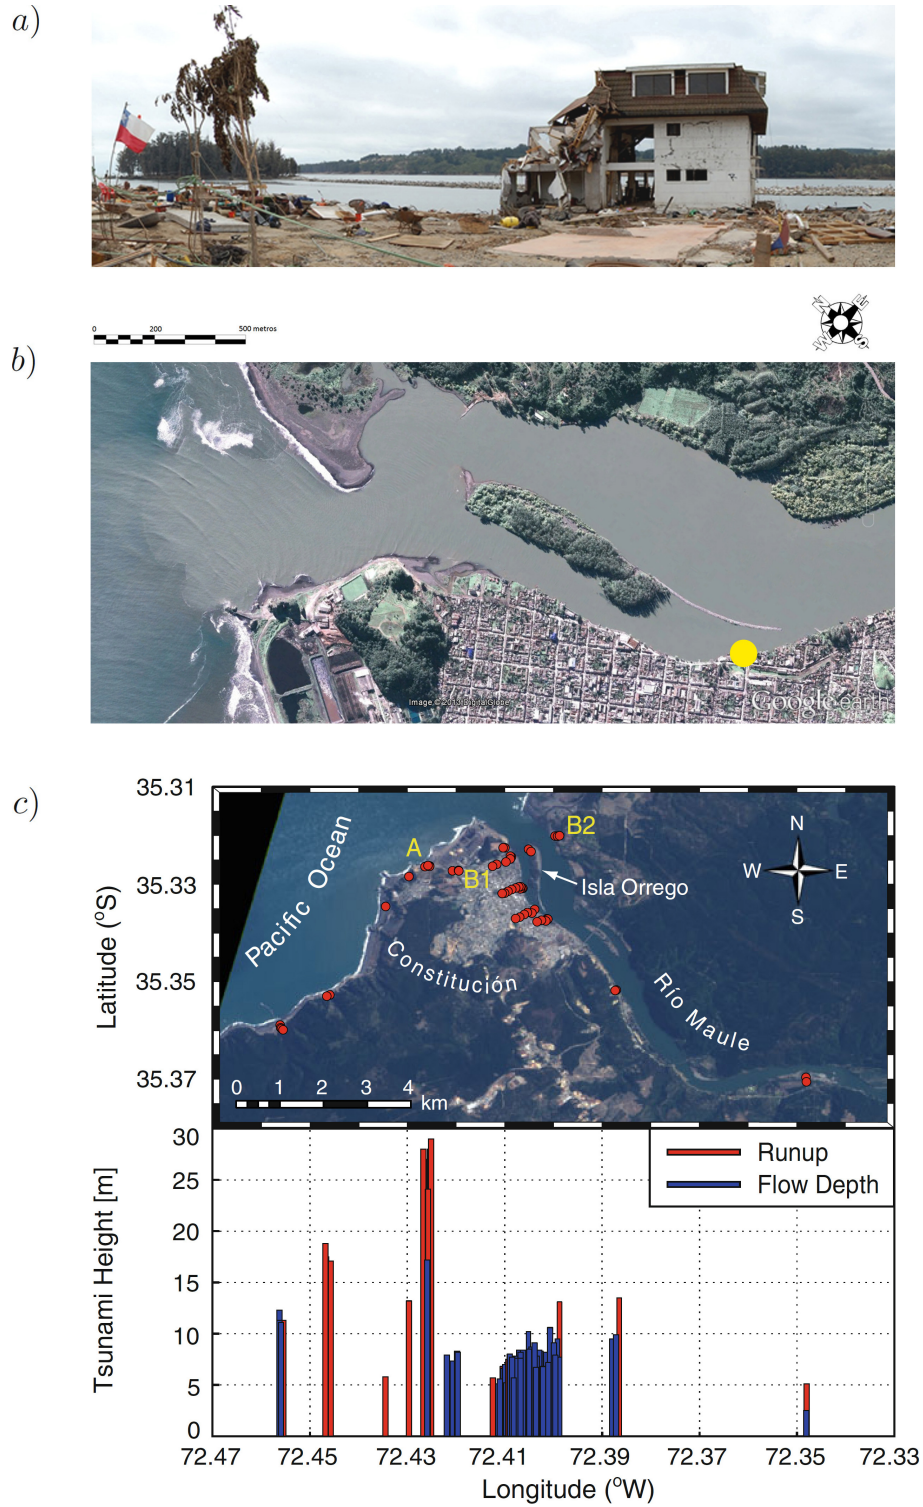 a)
0 200 500 metros
N E
W S
b)
Image © 2013 DigitalGlobe
Google earth
c)
35.31
35.33
35.35
35.37
Latitude (°S)
Pacific Ocean
A
B1
B2
Isla Orrego
Constitución
Río Maule
N
W E
S
0 1 2 3 4
km
30
25
20
15
10
5
0
Tsunami Height [m]
Runup
Flow Depth
72.47 72.45 72.43 72.41 72.39 72.37 72.35 72.33
Longitude (°W)